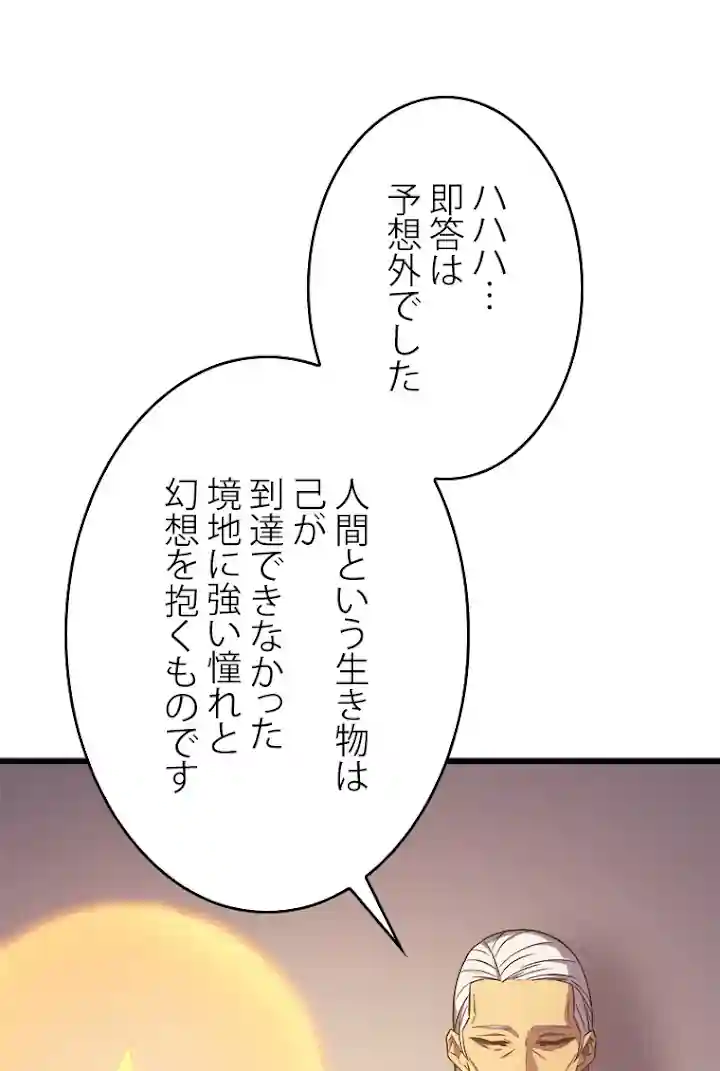 ハハハ…
即答は
予想外でした
人間という生き物は
己が
到達できなかった
境地に強い憧れと
幻想を抱くものです